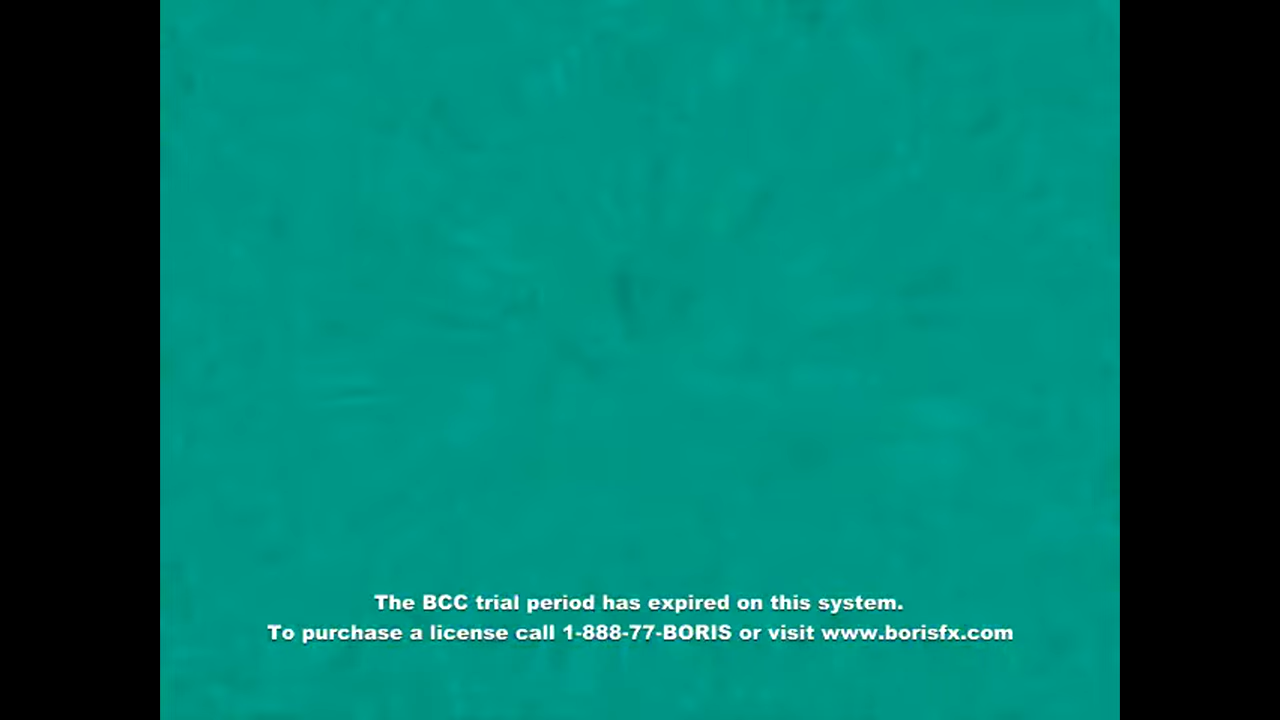 The BCC trial period has expired on this system.
To purchase a license call 1-888-77-BORIS or visit www.borisfx.com